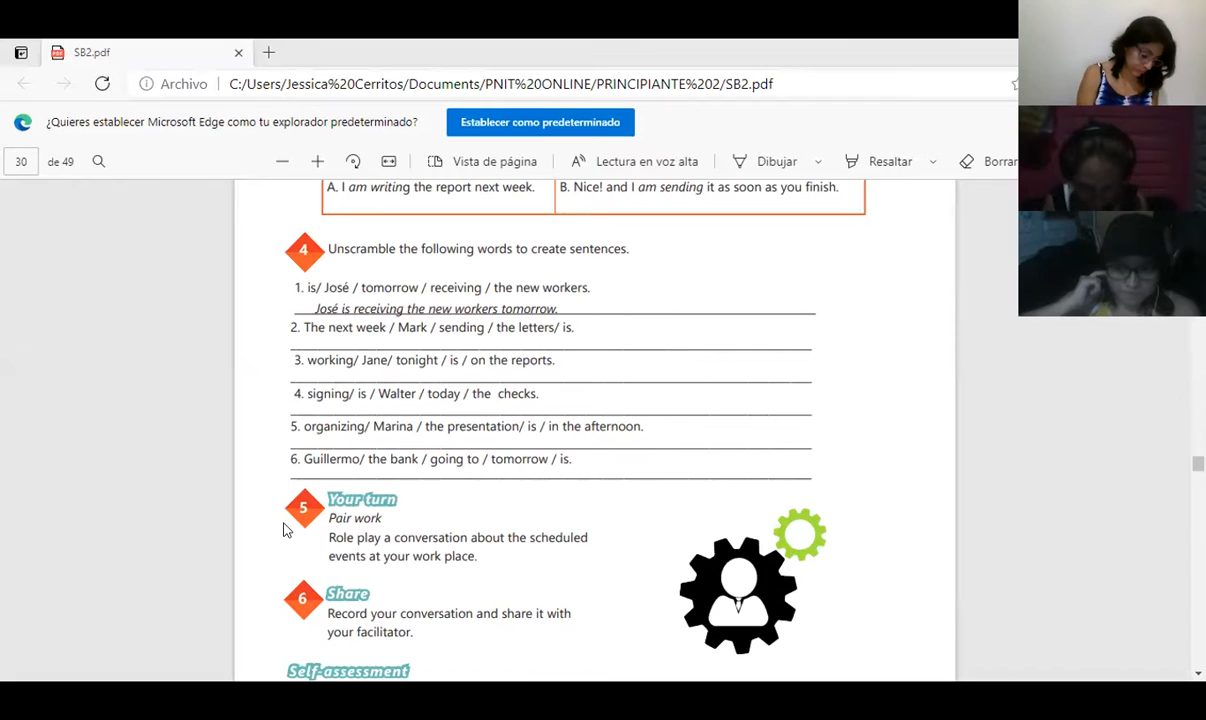 SB2.pdf
Archivo
C:/Users/Jessica%20Cerritos/Documents/PNIT%20ONLINE/PRINCIPIANTE%202/SB2.pdf
¿Quieres establecer Microsoft Edge como tu explorador predeterminado?
Establecer como predeterminado
30 de 49
Vista de página
Lectura en voz alta
Dibujar
Resaltar
Borrar
A. I am writing the report next week.
B. Nice! and I am sending it as soon as you finish.
4 Unscramble the following words to create sentences.
1. is/ José / tomorrow / receiving / the new workers.
José is receiving the new workers tomorrow.
2. The next week / Mark / sending / the letters/ is.
3. working/ Jane/ tonight / is / on the reports.
4. signing/ is / Walter / today / the checks.
5. organizing/ Marina / the presentation/ is / in the afternoon.
6. Guillermo/ the bank / going to / tomorrow / is.
5 Your turn
Pair work
Role play a conversation about the scheduled
events at your work place.
6 Share
Record your conversation and share it with
your facilitator.
Self-assessment